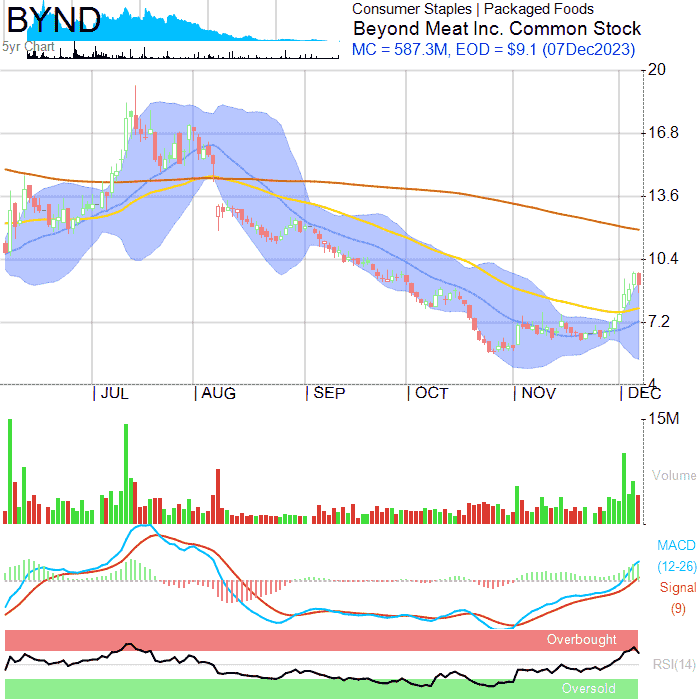 BYND
5yr Chart
Consumer Staples | Packaged Foods
Beyond Meat Inc. Common Stock
MC = 587.3M, EOD = $9.1 (07Dec2023)
20
16.8
13.6
10.4
7.2
4
JUL AUG SEP OCT NOV DEC
15M
Volume
MACD
(12-26)
Signal
(9)
Overbought
RSI(14)
Oversold